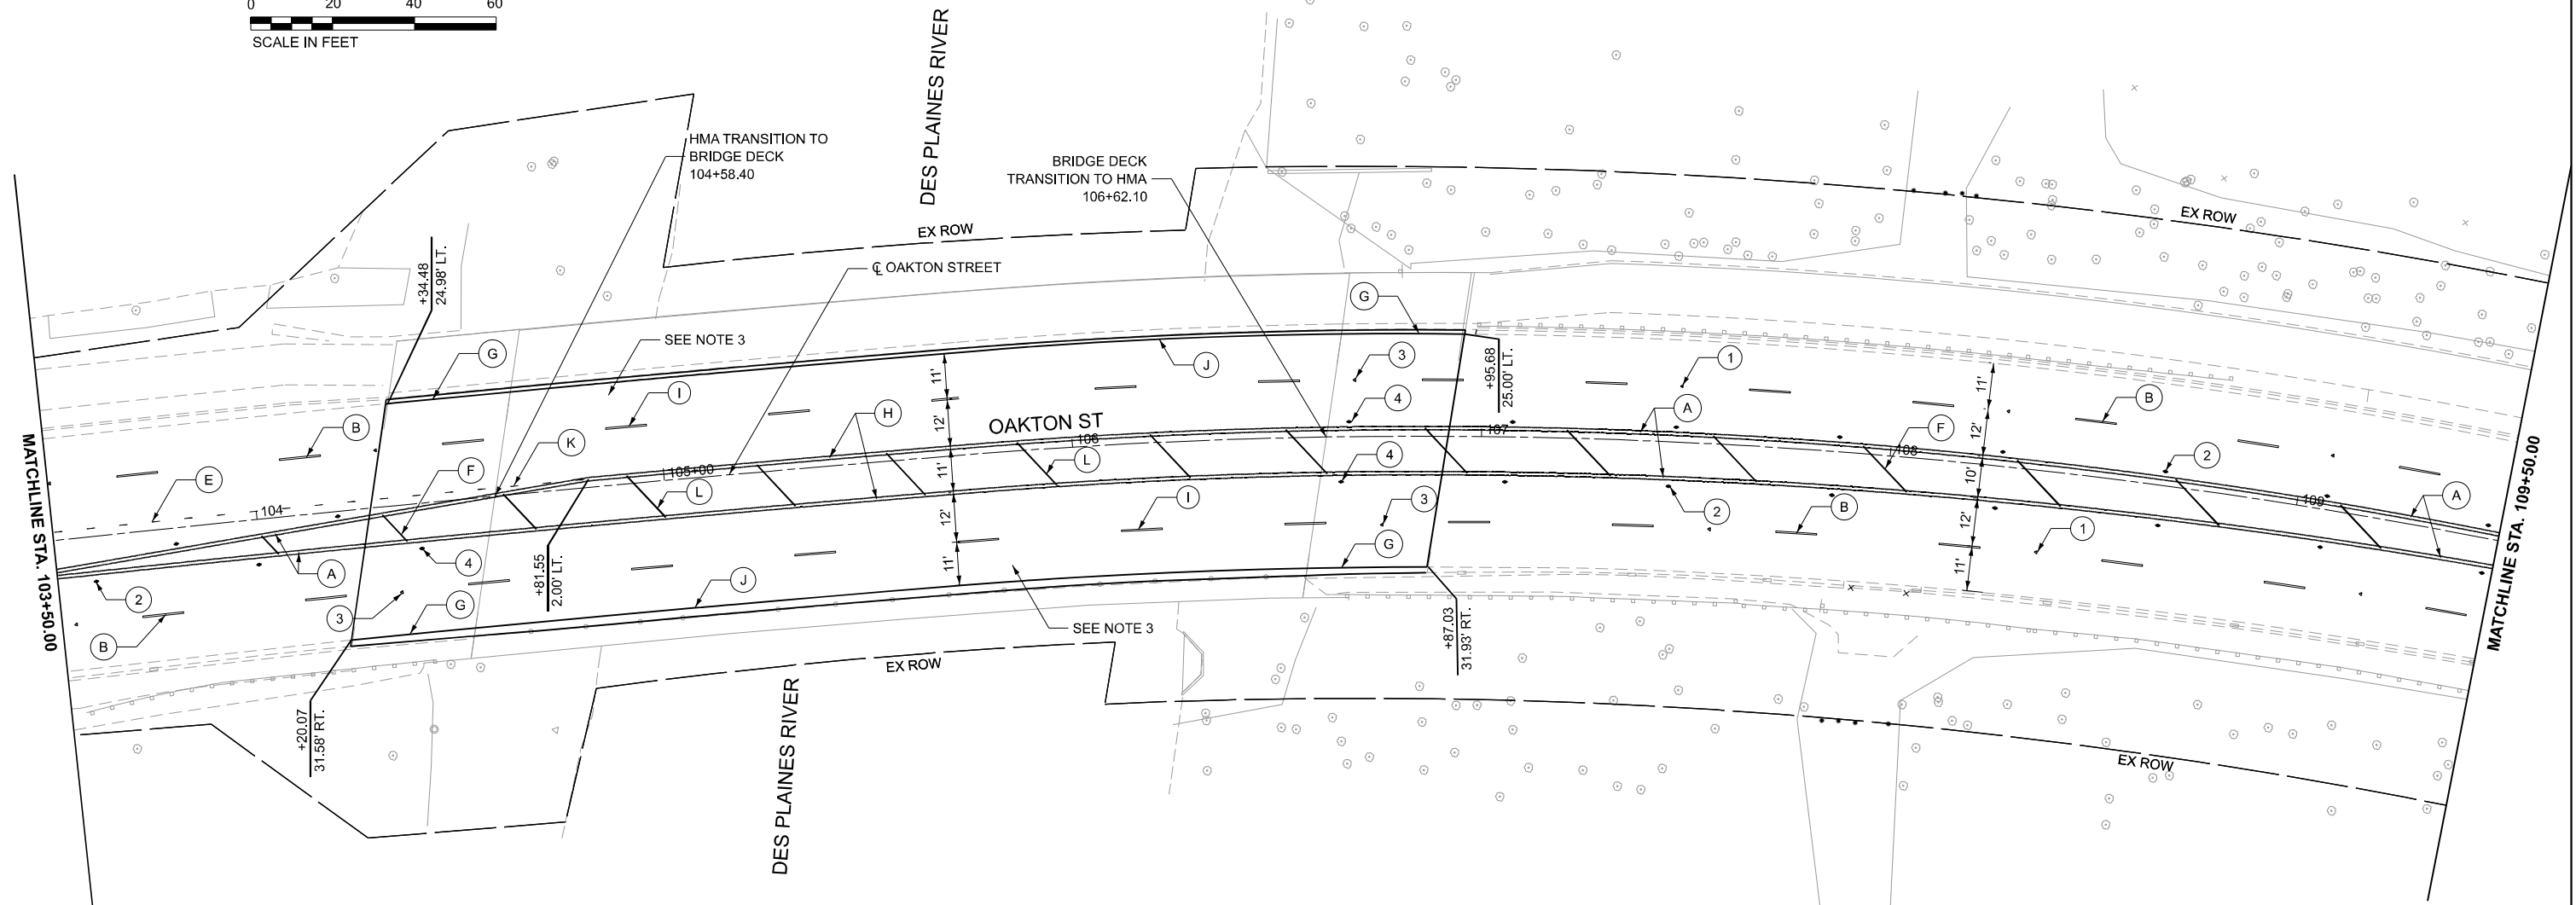 0 20 40 60
SCALE IN FEET
DES PLAINES RIVER
HMA TRANSITION TO
BRIDGE DECK
104+58.40
BRIDGE DECK
TRANSITION TO HMA
106+62.10
EX ROW
EX ROW
℄ OAKTON STREET
+34.48
24.98' LT.
SEE NOTE 3
G
G
J
3
1
I
4
+95.68
25.00' LT.
11'
11'
B
K
H
OAKTON ST
A
B
F
12'
12'
E
F
104
105+00
106
107
108
109
L
L
4
11'
10'
2
A
MATCHLINE STA. 103+50.00
MATCHLINE STA. 109+50.00
4
I
3
2
B
12'
12'
1
A
2
+81.55
2.00' LT.
G
11'
11'
3
J
B
G
SEE NOTE 3
+87.03
31.93' RT.
EX ROW
+20.07
31.58' RT.
DES PLAINES RIVER
EX ROW